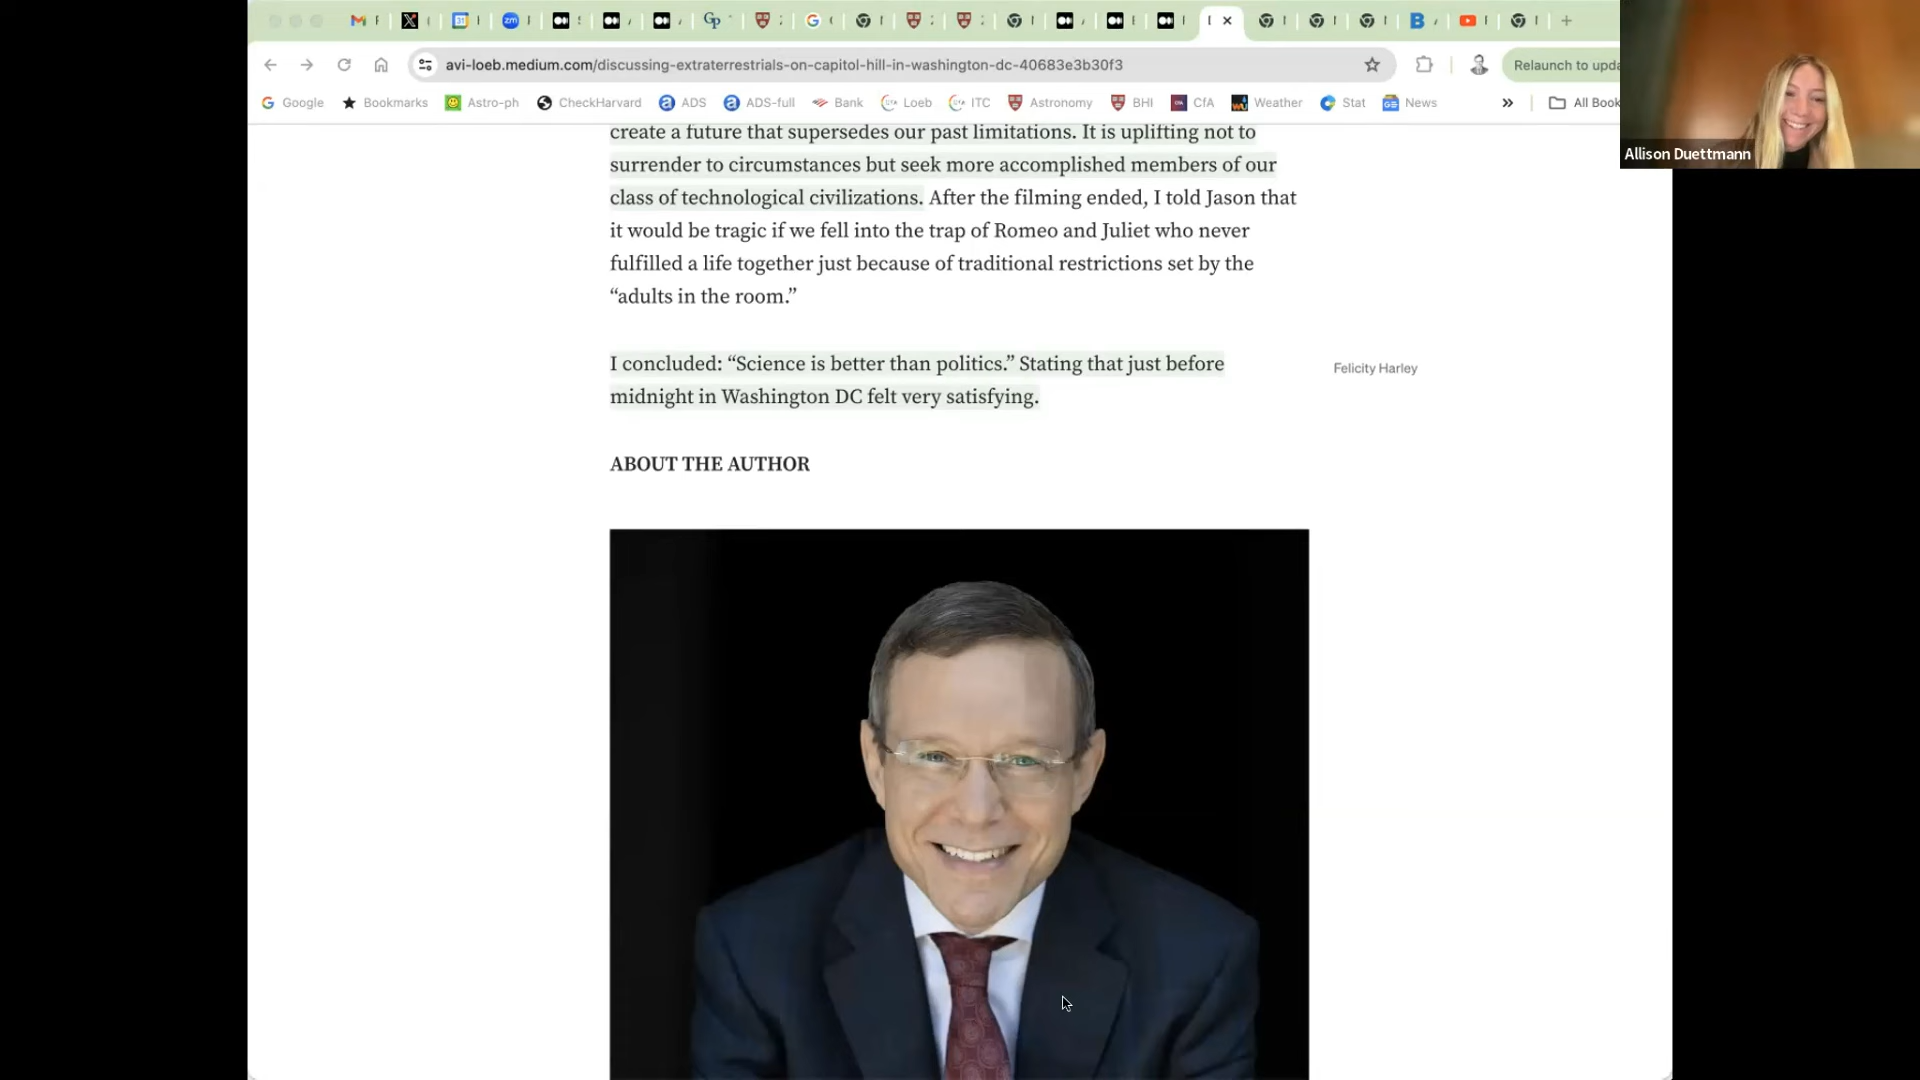 avi-loeb.medium.com/discussing-extraterrestrials-on-capitol-hill-in-washington-dc-40683e3b30f3
Relaunch to upda
Google
Bookmarks
Astro-ph
CheckHarvard
ADS
ADS-full
Bank
Loeb
ITC
Astronomy
BHI
CfA
Weather
Stat
News
All Book
Allison Duettmann
create a future that supersedes our past limitations. It is uplifting not to
surrender to circumstances but seek more accomplished members of our
class of technological civilizations. After the filming ended, I told Jason that
it would be tragic if we fell into the trap of Romeo and Juliet who never
fulfilled a life together just because of traditional restrictions set by the
“adults in the room.”
I concluded: “Science is better than politics.” Stating that just before
midnight in Washington DC felt very satisfying.
Felicity Harley
ABOUT THE AUTHOR